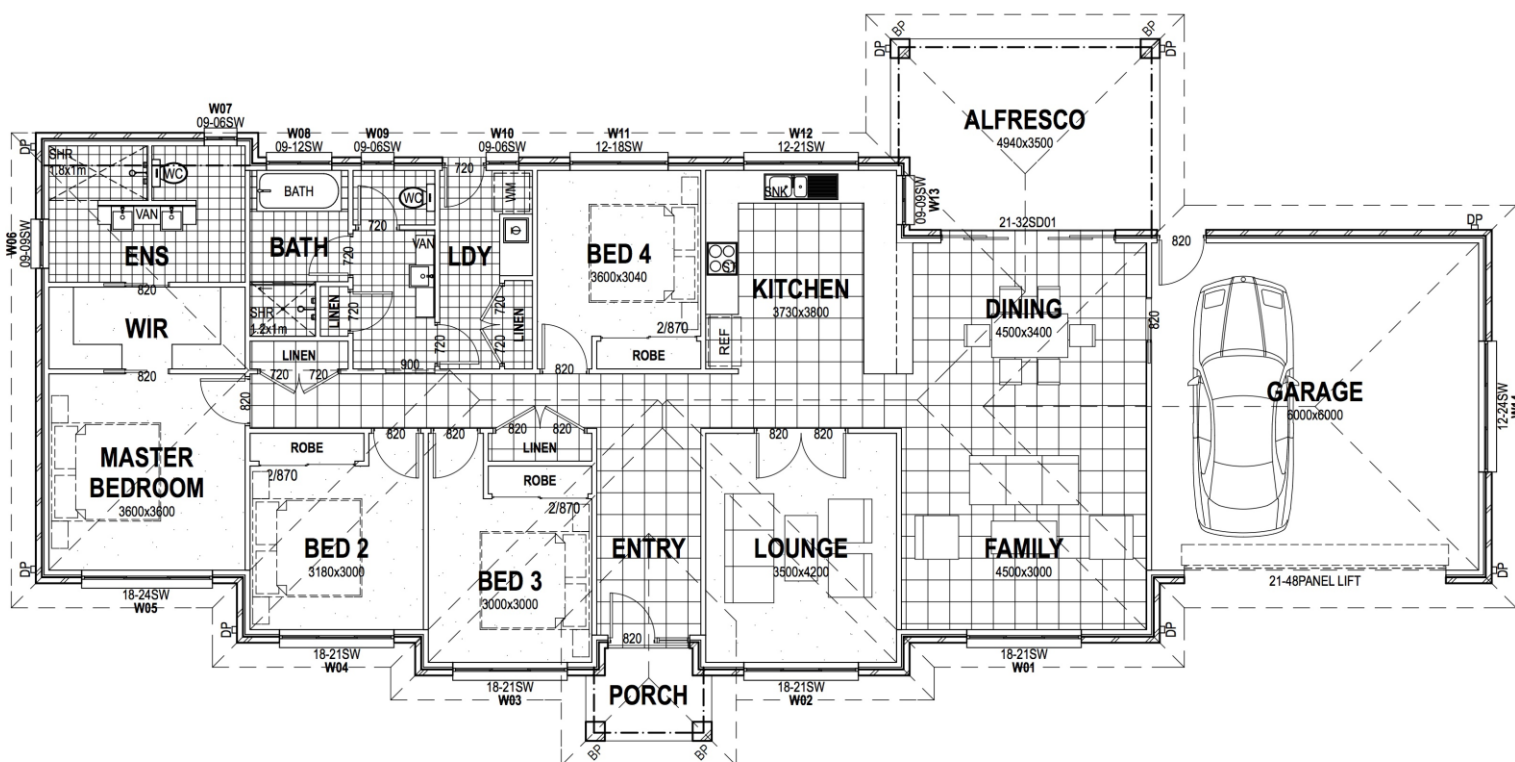 BP
BP
DP
DP
ALFRESCO
4940x3500
W07
09-06SW
W08
09-12SW
W09
09-06SW
W10
09-06SW
W11
12-18SW
W12
12-21SW
DP
SHR
1.8x1m
WC
VAN
ENS
W06
09-09SW
820
BATH
BATH
SHR
1.2x1m
LINEN
720
WC
720
VAN
720
720
LDY
WM
720
720
720
LINEN
BED 4
3600x3040
2/870
ROBE
820
SNK
ST
REF
KITCHEN
3730x3800
09-09SW
W13
21-32SD01
DINING
4500x3400
820
820
DP
WIR
820
LINEN
720
720
900
820
MASTER
BEDROOM
3600x3600
DP
18-24SW
W05
ROBE
2/870
820
BED 2
3180x3000
DP
18-21SW
W04
820
820
820
LINEN
ROBE
2/870
BED 3
3000x3000
18-21SW
W03
ENTRY
820
PORCH
BP
BP
820
820
LOUNGE
3500x4200
18-21SW
W02
FAMILY
4500x3000
18-21SW
W01
DP
GARAGE
6000x6000
12-24SW
W14
21-48PANEL LIFT
DP